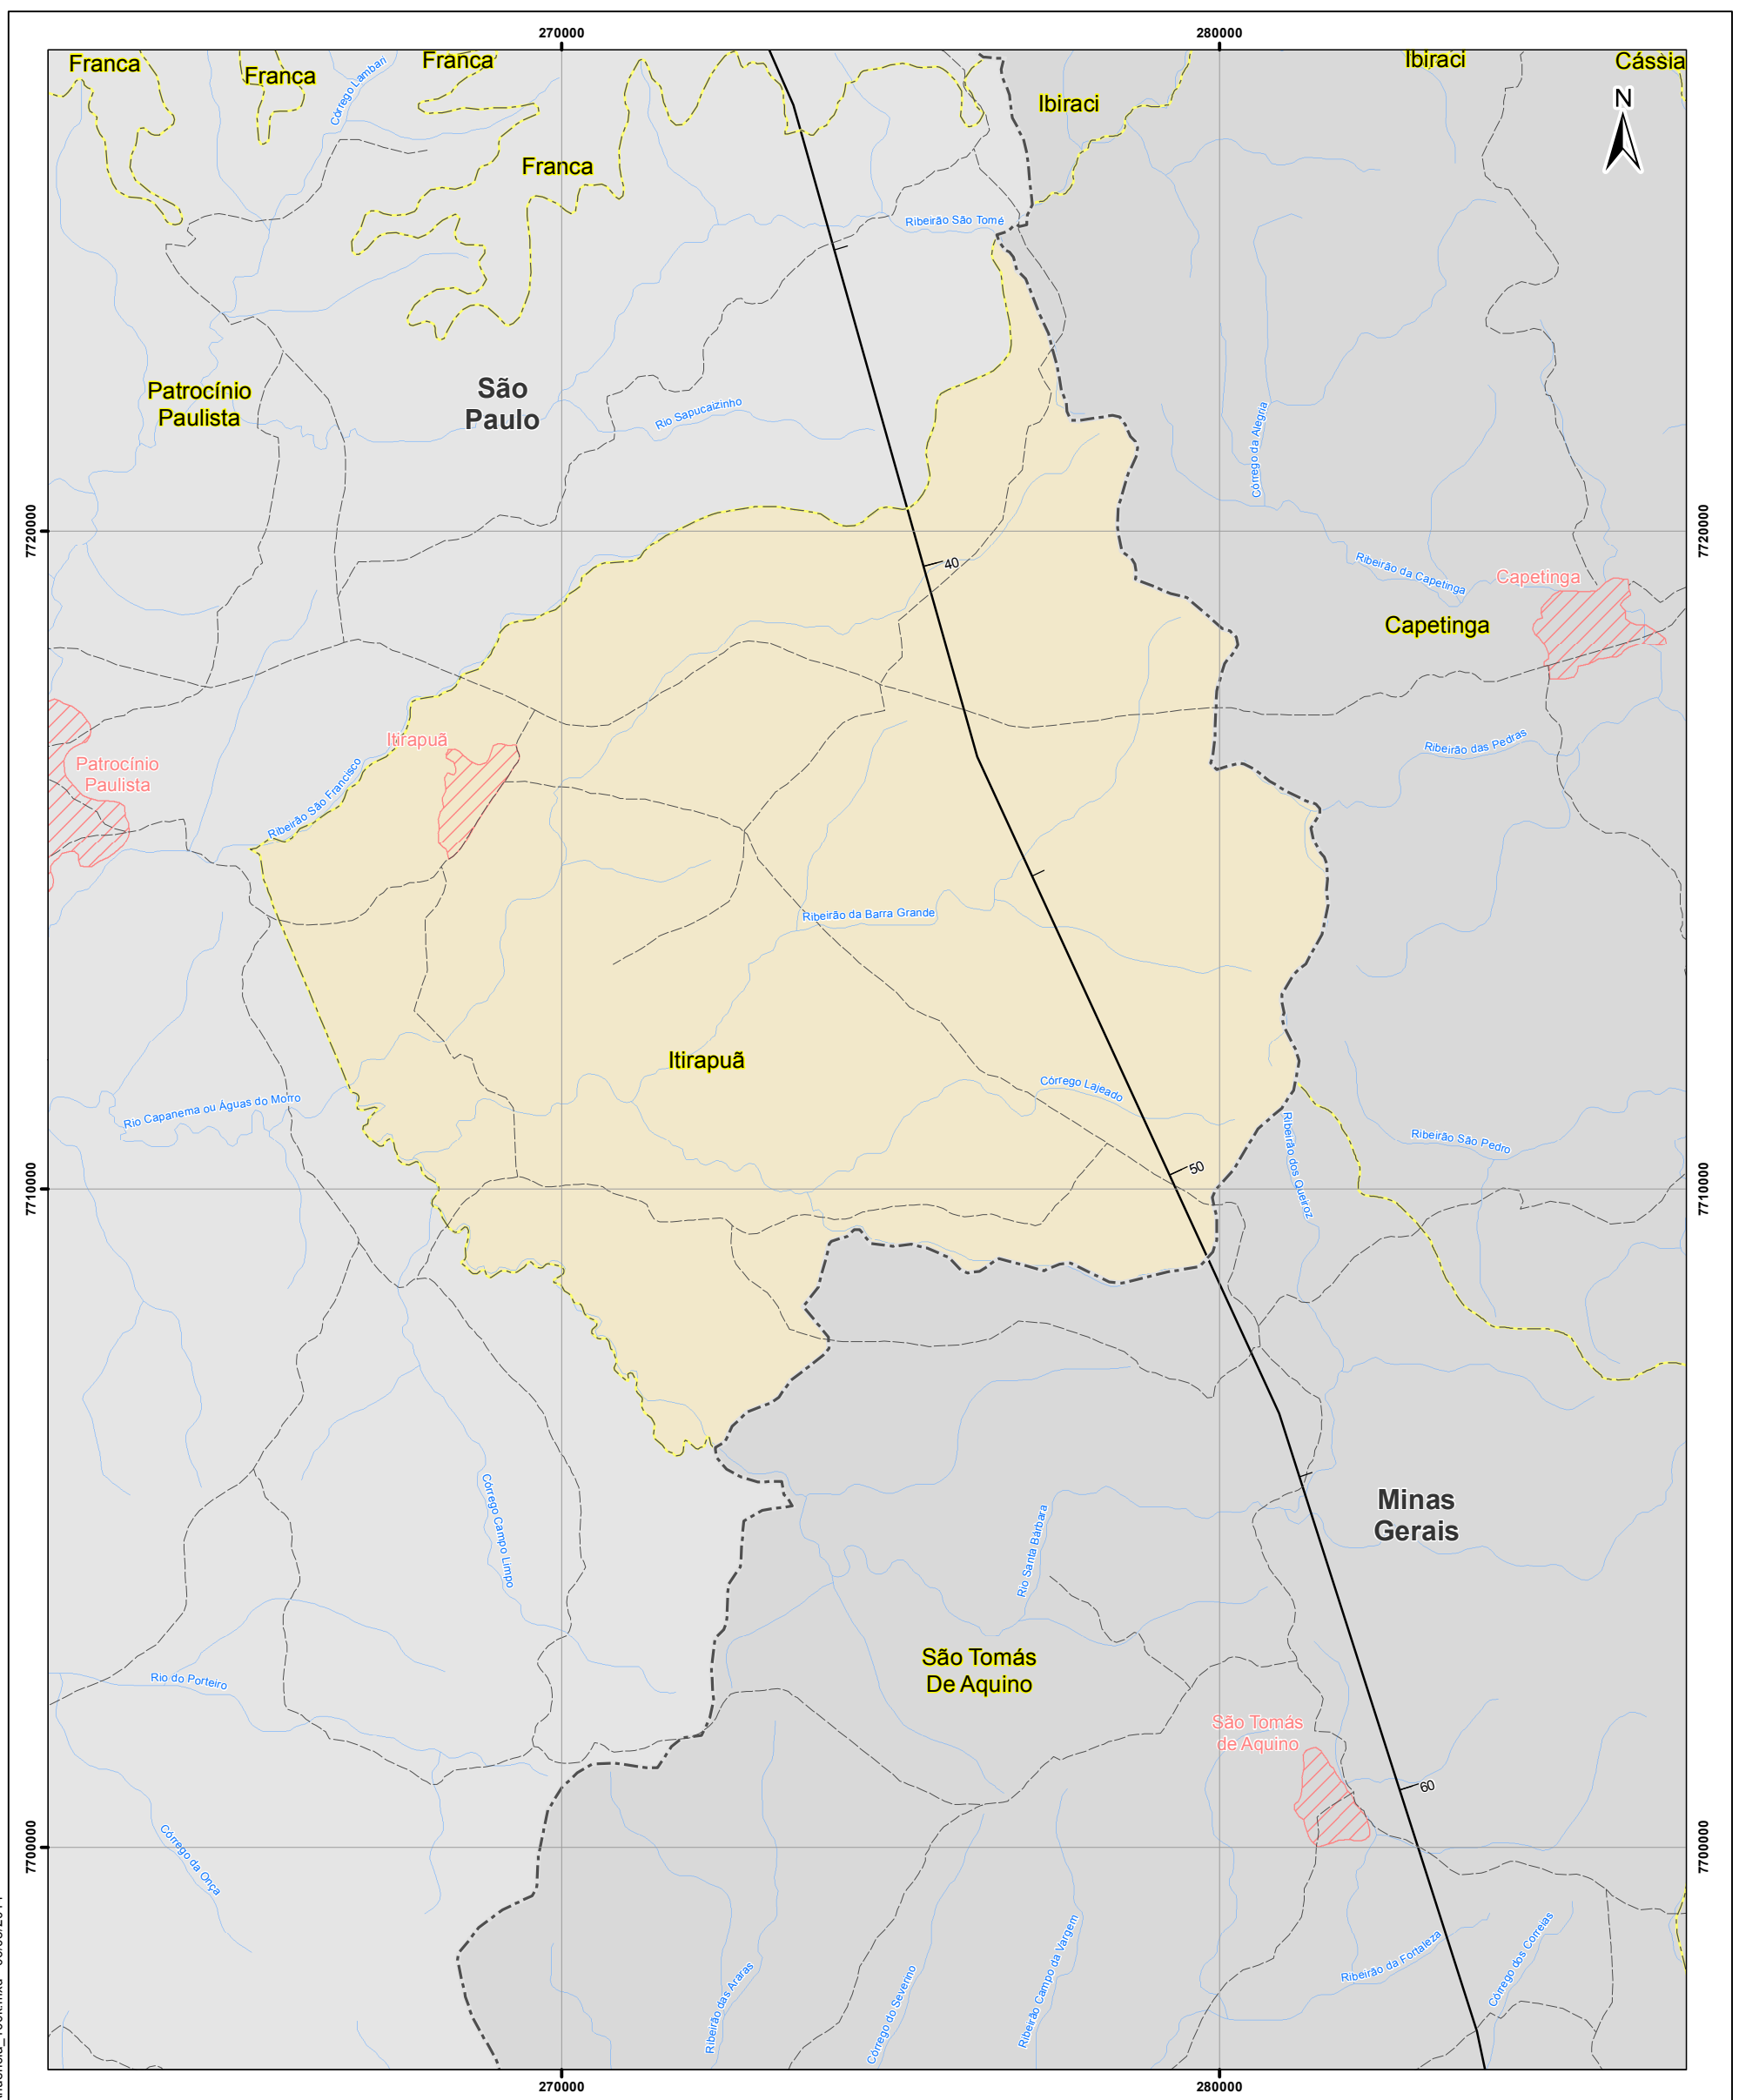 270000
280000
Franca
Franca
Franca
Ibiraci
Cássia
Córrego Lambari
Ibiraci
N
Franca
Ribeirão São Tomé
Patrocínio
Paulista
São
Paulo
Rio Sapucaizinho
Córrego da Alegria
7720000
7720000
40
Ribeirão da Capetinga
Capetinga
Capetinga
Itirapuã
Ribeirão das Pedras
Patrocínio
Paulista
Ribeirão São Francisco
Ribeirão da Barra Grande
Itirapuã
Córrego Lajeado
Rio Capanema ou Águas do Morro
Ribeirão dos Queiroz
Ribeirão São Pedro
50
7710000
7710000
Córrego Campo Limpo
Minas
Gerais
Rio Santa Bárbara
São Tomás
De Aquino
Rio do Porteiro
São Tomás
de Aquino
60
Córrego da Onça
7700000
7700000
Ribeirão das Araras
Córrego do Severino
Ribeirão Campo da Vargem
Ribeirão da Fortaleza
Córrego dos Correias
270000
280000